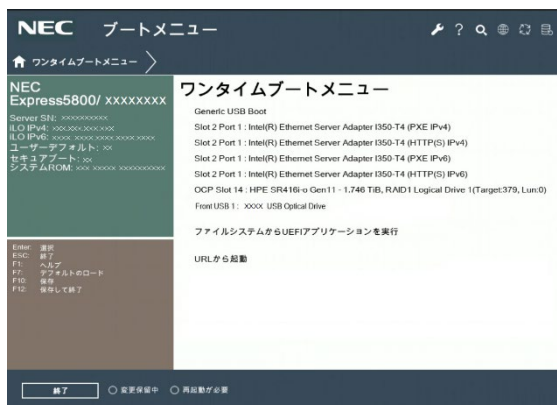 NEC ブートメニュー
ワンタイムブートメニュー
NEC
Express5800/ XXXXXXXX
Server SN: xxxxxxxxxx
iLO IPv4: xxx.xxx.xxx.xxx
iLO IPv6: xxxx xxxx xxxx xxxx xxxx
ユーザーデフォルト: xx
セキュアブート: xx
システムROM: xxx xxxxx xxxxxxxxxx
Enter: 選択
ESC: 終了
F1: ヘルプ
F7: デフォルトのロード
F10: 保存
F12: 保存して終了
ワンタイムブートメニュー
Generic USB Boot
Slot 2 Port 1 : Intel(R) Ethernet Server Adapter I350-T4 (PXE IPv4)
Slot 2 Port 1 : Intel(R) Ethernet Server Adapter I350-T4 (HTTP(S) IPv4)
Slot 2 Port 1 : Intel(R) Ethernet Server Adapter I350-T4 (PXE IPv6)
Slot 2 Port 1 : Intel(R) Ethernet Server Adapter I350-T4 (HTTP(S) IPv6)
OCP Slot 14 : HPE SR416i-o Gen11 - 1,746 TiB, RAID1 Logical Drive 1(Target:379, Lun:0)
Front USB 1 : XXXX USB Optical Drive
ファイルシステムからUEFIアプリケーションを実行
URLから起動
終了 変更保留中 再起動が必要